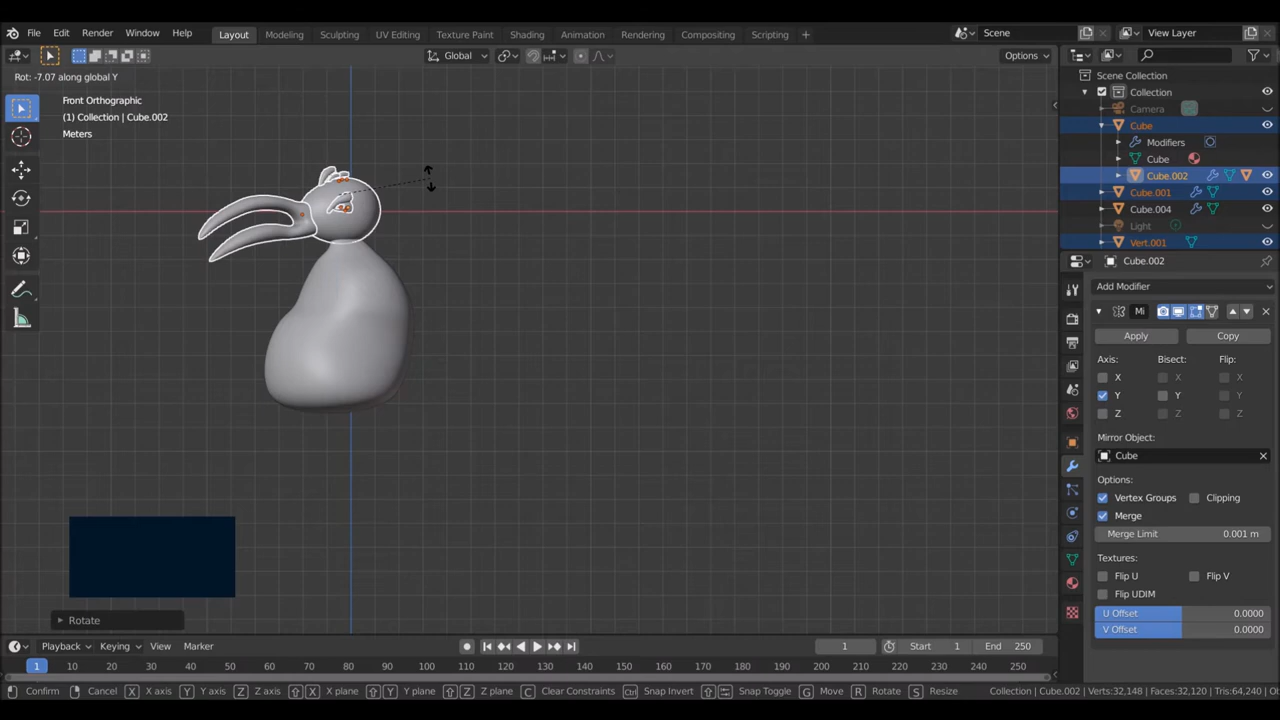 File Edit Render Window Help Layout Modeling Sculpting UV Editing Texture Paint Shading Animation Rendering Compositing Scripting + Scene View Layer
Global Options
Rot: -7.07 along global Y
Front Orthographic
(1) Collection | Cube.002
Meters
Scene Collection
Collection
Camera
Cube
Modifiers
Cube
Cube.002
Cube.001
Cube.004
Light
Vert.001
Cube.002
Add Modifier
Mi
Apply Copy
Axis: Bisect: Flip:
X X X
Y Y Y
Z Z Z
Mirror Object:
Cube
Options:
Vertex Groups Clipping
Merge
Merge Limit 0.001 m
Textures:
Flip U Flip V
Flip UDIM
U Offset 0.0000
V Offset 0.0000
Rotate
Playback Keying View Marker 1 Start 1 End 250
1 10 20 30 40 50 60 70 80 90 100 110 120 130 140 150 160 170 180 190 200 210 220 230 240 250
Confirm Cancel X X axis Y Y axis Z Z axis X X plane Y Y plane Z Z plane C Clear Constraints Ctrl Snap Invert Snap Toggle G Move R Rotate S Resize Collection | Cube.002 | Verts:32,148 | Faces:32,120 | Tris:64,240 | Ob